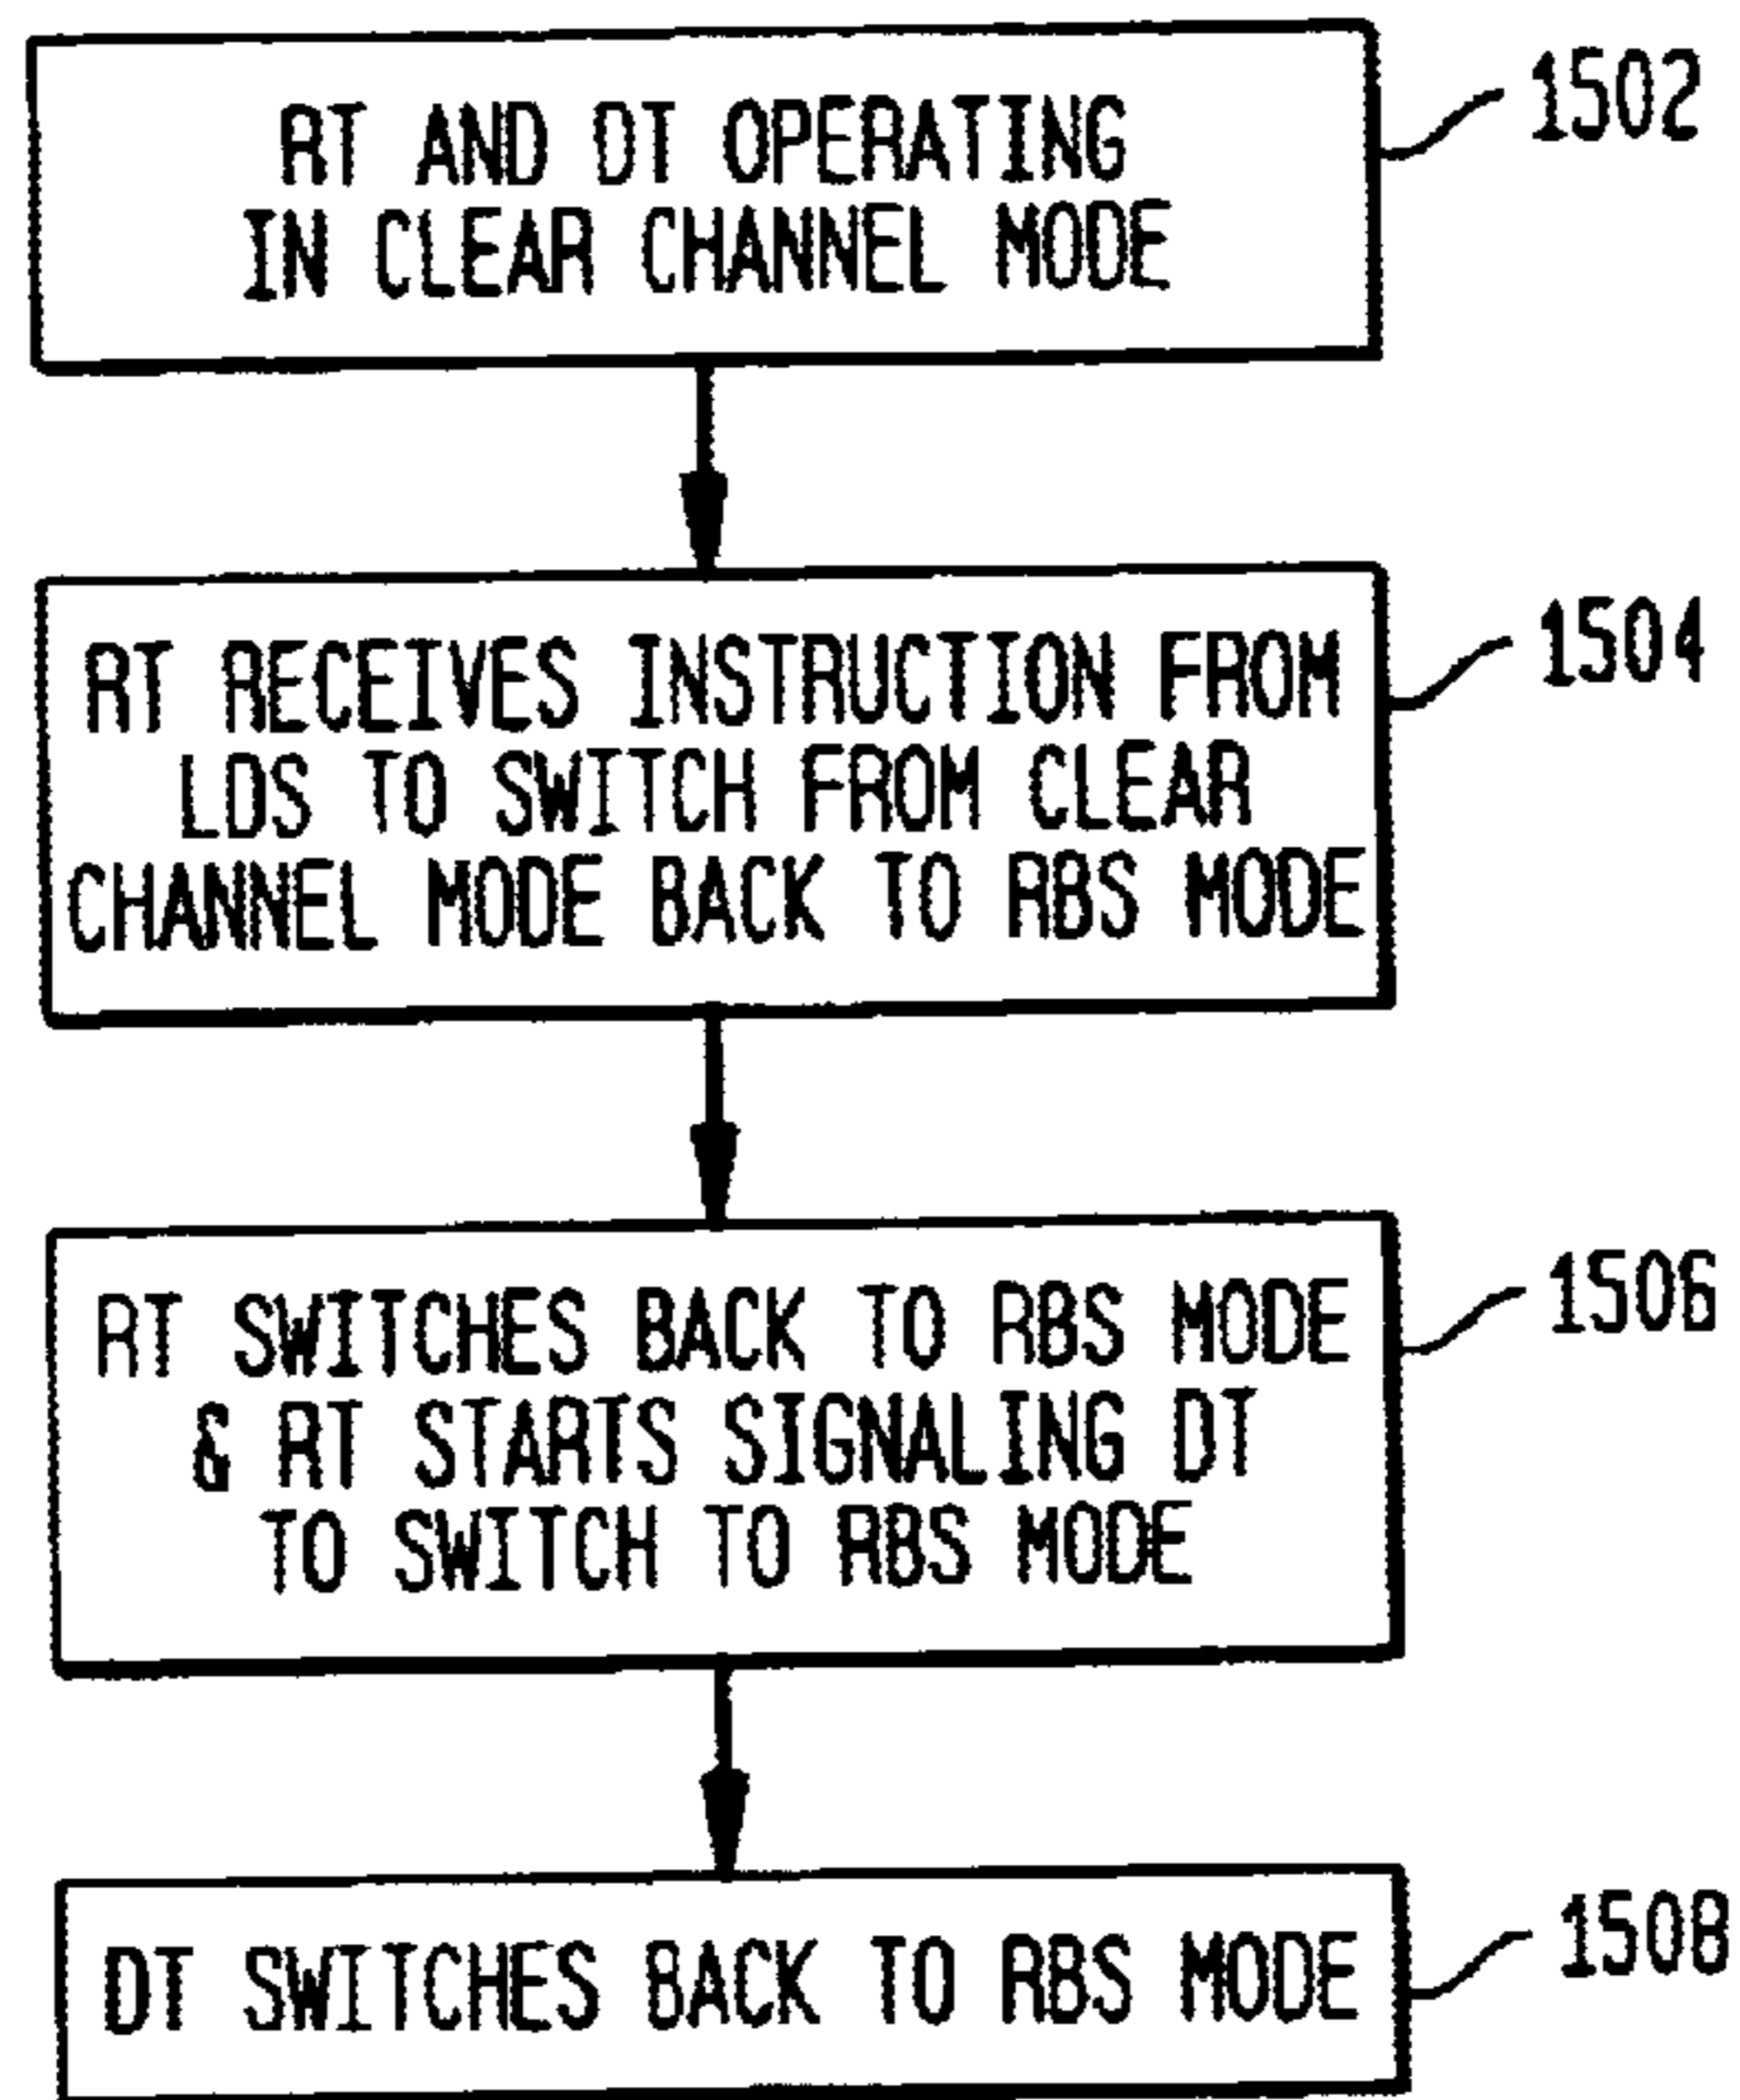 RT AND DT OPERATING
IN CLEAR CHANNEL MODE
1502
RT RECEIVES INSTRUCTION FROM
LDS TO SWITCH FROM CLEAR
CHANNEL MODE BACK TO RBS MODE
1504
RT SWITCHES BACK TO RBS MODE
& RT STARTS SIGNALING DT
TO SWITCH TO RBS MODE
1506
DT SWITCHES BACK TO RBS MODE
1508